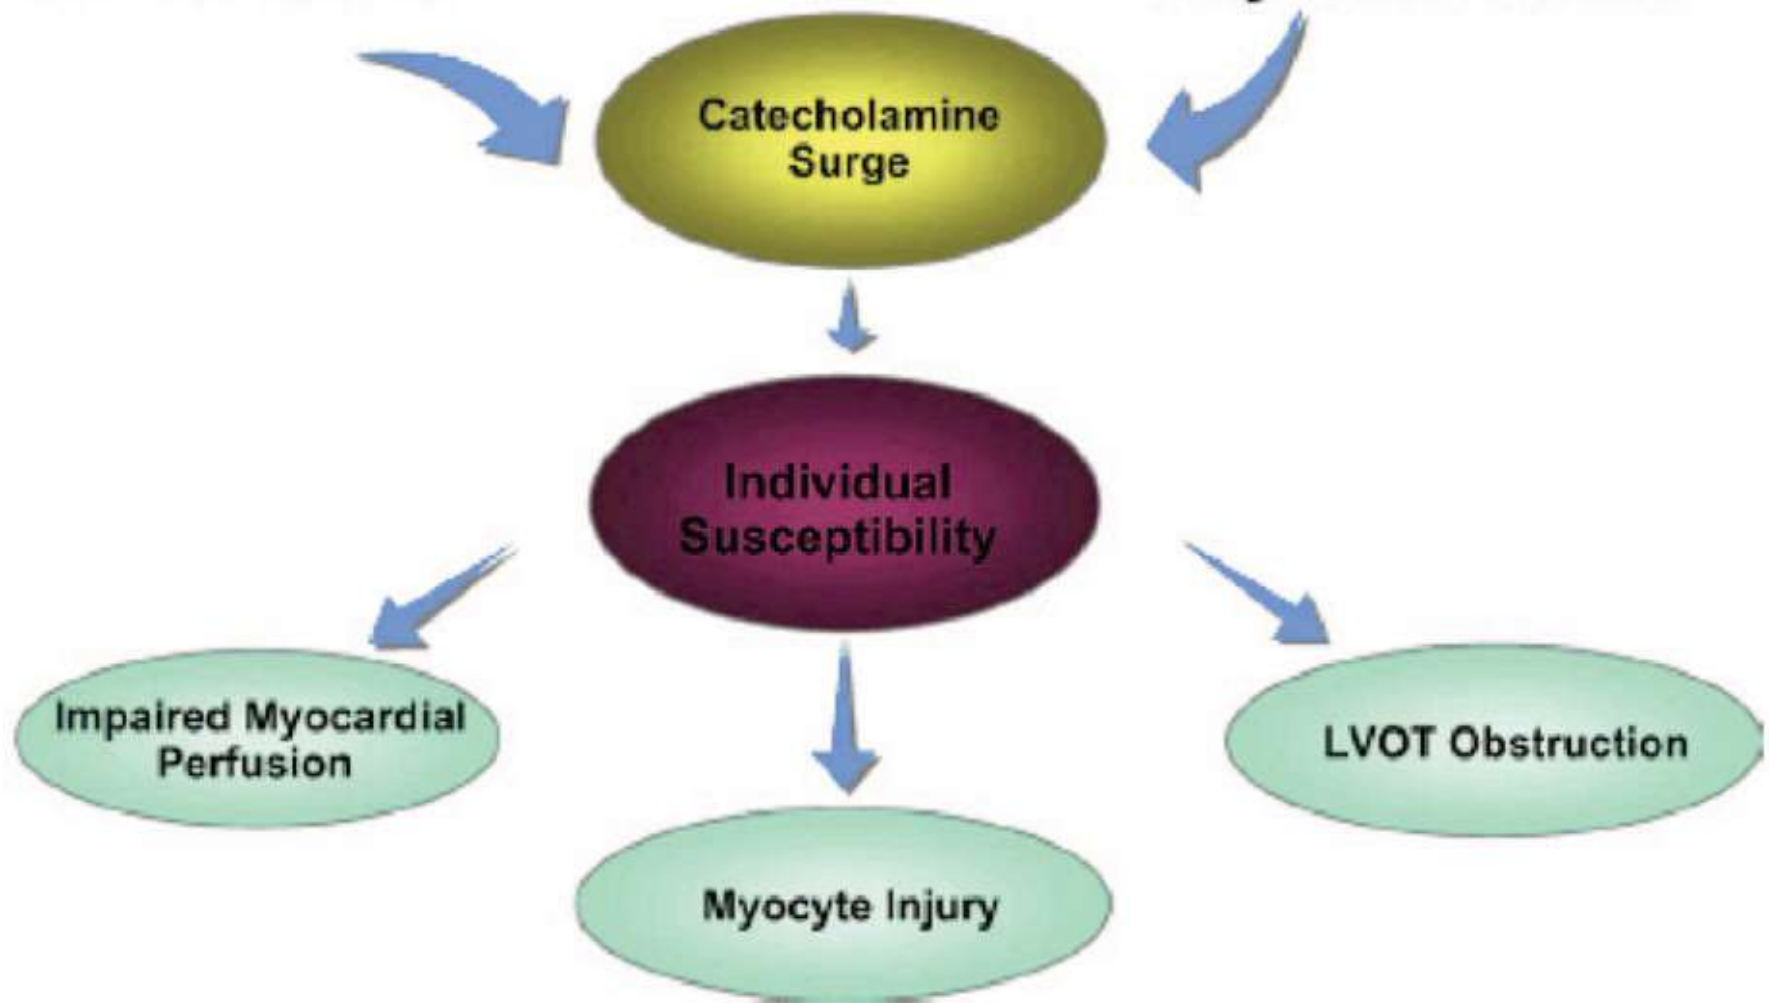 Catecholamine
Surge
Individual
Susceptibility
Impaired Myocardial
Perfusion
LVOT Obstruction
Myocyte Injury